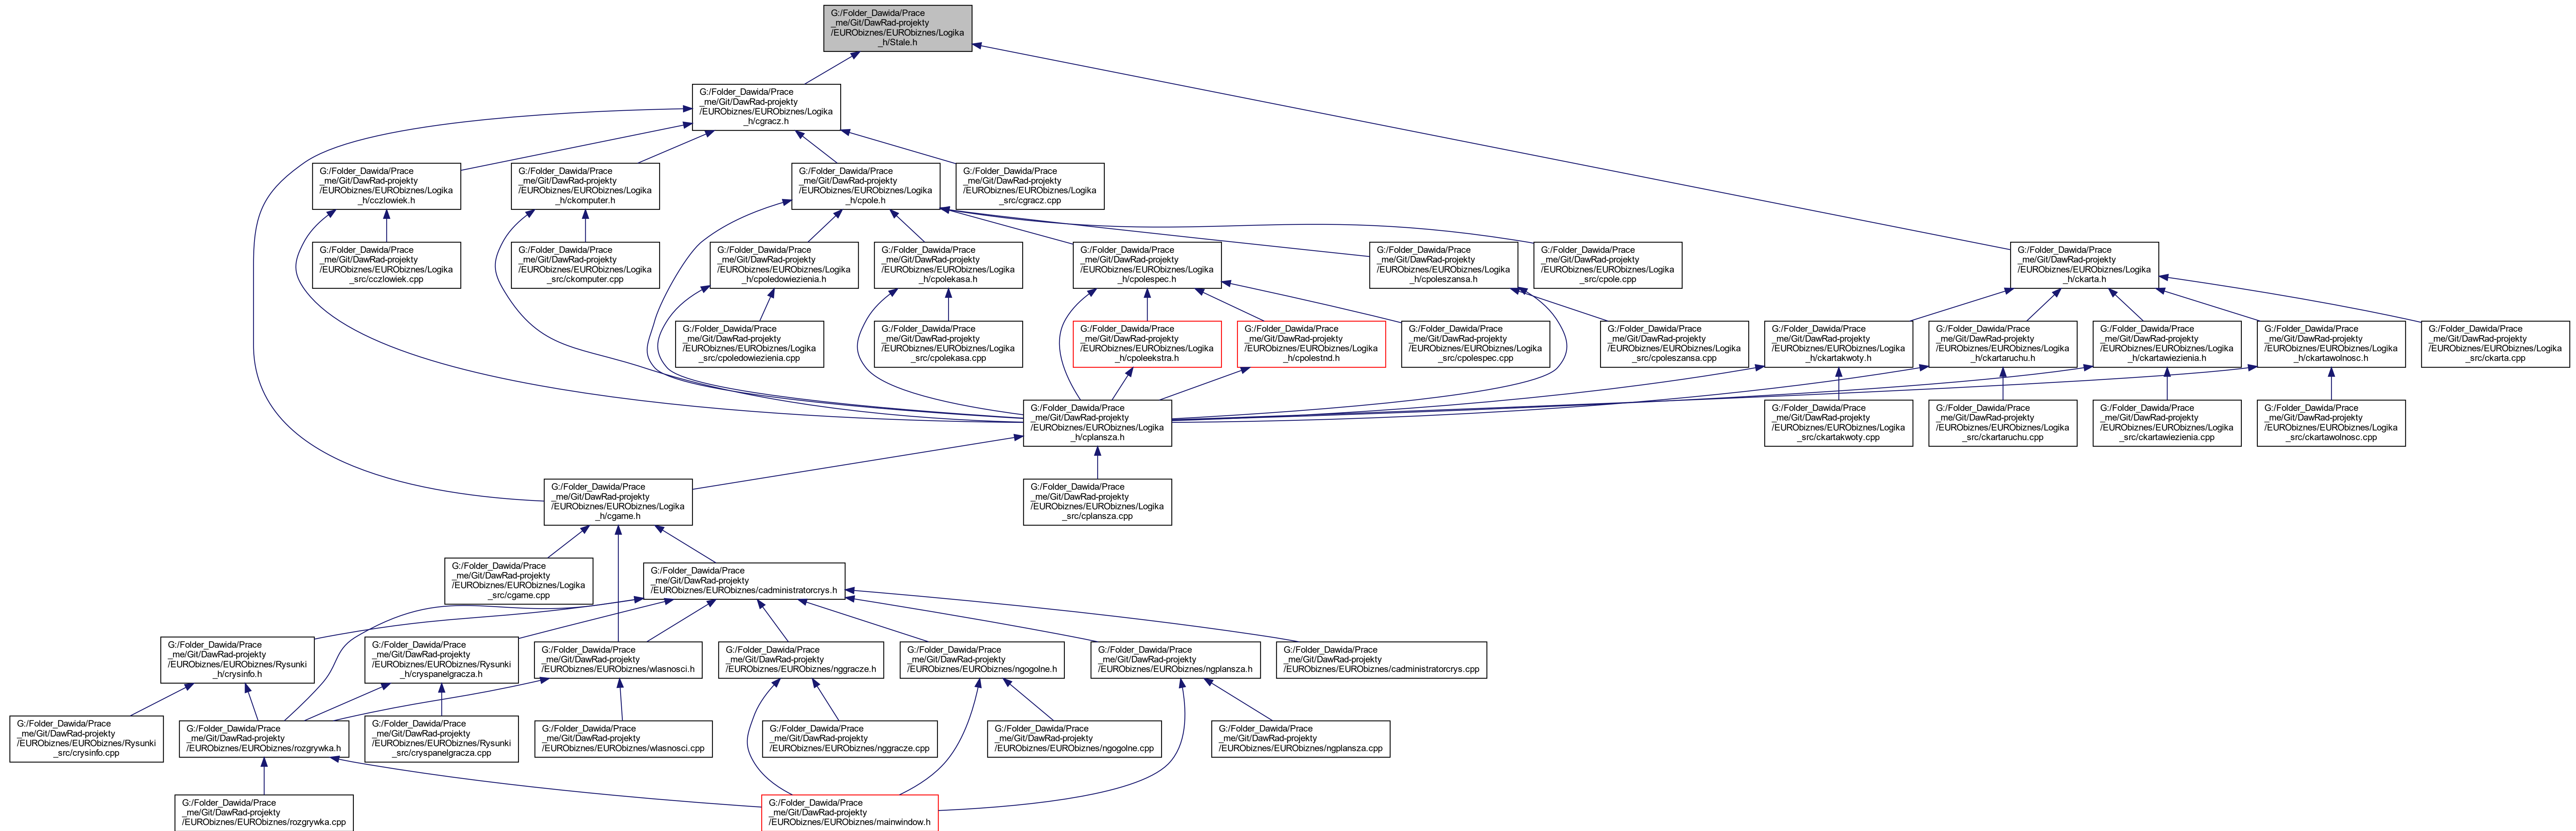 G:/Folder_Dawida/Prace
_me/Git/DawRad-projekty
/EURObiznes/EURObiznes/Logika
_h/Stale.h
G:/Folder_Dawida/Prace
_me/Git/DawRad-projekty
/EURObiznes/EURObiznes/Logika
_h/cgracz.h
G:/Folder_Dawida/Prace
_me/Git/DawRad-projekty
/EURObiznes/EURObiznes/Logika
_h/cczlowiek.h
G:/Folder_Dawida/Prace
_me/Git/DawRad-projekty
/EURObiznes/EURObiznes/Logika
_h/ckomputer.h
G:/Folder_Dawida/Prace
_me/Git/DawRad-projekty
/EURObiznes/EURObiznes/Logika
_h/cpole.h
G:/Folder_Dawida/Prace
_me/Git/DawRad-projekty
/EURObiznes/EURObiznes/Logika
_src/cgracz.cpp
G:/Folder_Dawida/Prace
_me/Git/DawRad-projekty
/EURObiznes/EURObiznes/Logika
_src/cczlowiek.cpp
G:/Folder_Dawida/Prace
_me/Git/DawRad-projekty
/EURObiznes/EURObiznes/Logika
_src/ckomputer.cpp
G:/Folder_Dawida/Prace
_me/Git/DawRad-projekty
/EURObiznes/EURObiznes/Logika
_h/cpoledowiezienia.h
G:/Folder_Dawida/Prace
_me/Git/DawRad-projekty
/EURObiznes/EURObiznes/Logika
_h/cpolekasa.h
G:/Folder_Dawida/Prace
_me/Git/DawRad-projekty
/EURObiznes/EURObiznes/Logika
_h/cpolespec.h
G:/Folder_Dawida/Prace
_me/Git/DawRad-projekty
/EURObiznes/EURObiznes/Logika
_h/cpoleszansa.h
G:/Folder_Dawida/Prace
_me/Git/DawRad-projekty
/EURObiznes/EURObiznes/Logika
_src/cpole.cpp
G:/Folder_Dawida/Prace
_me/Git/DawRad-projekty
/EURObiznes/EURObiznes/Logika
_h/ckarta.h
G:/Folder_Dawida/Prace
_me/Git/DawRad-projekty
/EURObiznes/EURObiznes/Logika
_src/cpoledowiezienia.cpp
G:/Folder_Dawida/Prace
_me/Git/DawRad-projekty
/EURObiznes/EURObiznes/Logika
_src/cpolekasa.cpp
G:/Folder_Dawida/Prace
_me/Git/DawRad-projekty
/EURObiznes/EURObiznes/Logika
_h/cpoleekstra.h
G:/Folder_Dawida/Prace
_me/Git/DawRad-projekty
/EURObiznes/EURObiznes/Logika
_h/cpolestnd.h
G:/Folder_Dawida/Prace
_me/Git/DawRad-projekty
/EURObiznes/EURObiznes/Logika
_src/cpolespec.cpp
G:/Folder_Dawida/Prace
_me/Git/DawRad-projekty
/EURObiznes/EURObiznes/Logika
_src/cpoleszansa.cpp
G:/Folder_Dawida/Prace
_me/Git/DawRad-projekty
/EURObiznes/EURObiznes/Logika
_h/ckartakwoty.h
G:/Folder_Dawida/Prace
_me/Git/DawRad-projekty
/EURObiznes/EURObiznes/Logika
_h/ckartaruchu.h
G:/Folder_Dawida/Prace
_me/Git/DawRad-projekty
/EURObiznes/EURObiznes/Logika
_h/ckartawiezienia.h
G:/Folder_Dawida/Prace
_me/Git/DawRad-projekty
/EURObiznes/EURObiznes/Logika
_h/ckartawolnosc.h
G:/Folder_Dawida/Prace
_me/Git/DawRad-projekty
/EURObiznes/EURObiznes/Logika
_src/ckarta.cpp
G:/Folder_Dawida/Prace
_me/Git/DawRad-projekty
/EURObiznes/EURObiznes/Logika
_h/cplansza.h
G:/Folder_Dawida/Prace
_me/Git/DawRad-projekty
/EURObiznes/EURObiznes/Logika
_src/ckartakwoty.cpp
G:/Folder_Dawida/Prace
_me/Git/DawRad-projekty
/EURObiznes/EURObiznes/Logika
_src/ckartaruchu.cpp
G:/Folder_Dawida/Prace
_me/Git/DawRad-projekty
/EURObiznes/EURObiznes/Logika
_src/ckartawiezienia.cpp
G:/Folder_Dawida/Prace
_me/Git/DawRad-projekty
/EURObiznes/EURObiznes/Logika
_src/ckartawolnosc.cpp
G:/Folder_Dawida/Prace
_me/Git/DawRad-projekty
/EURObiznes/EURObiznes/Logika
_h/cgame.h
G:/Folder_Dawida/Prace
_me/Git/DawRad-projekty
/EURObiznes/EURObiznes/Logika
_src/cplansza.cpp
G:/Folder_Dawida/Prace
_me/Git/DawRad-projekty
/EURObiznes/EURObiznes/Logika
_src/cgame.cpp
G:/Folder_Dawida/Prace
_me/Git/DawRad-projekty
/EURObiznes/EURObiznes/cadministratorcrys.h
G:/Folder_Dawida/Prace
_me/Git/DawRad-projekty
/EURObiznes/EURObiznes/Rysunki
_h/crysinfo.h
G:/Folder_Dawida/Prace
_me/Git/DawRad-projekty
/EURObiznes/EURObiznes/Rysunki
_h/cryspanelgracza.h
G:/Folder_Dawida/Prace
_me/Git/DawRad-projekty
/EURObiznes/EURObiznes/wlasnosci.h
G:/Folder_Dawida/Prace
_me/Git/DawRad-projekty
/EURObiznes/EURObiznes/nggracze.h
G:/Folder_Dawida/Prace
_me/Git/DawRad-projekty
/EURObiznes/EURObiznes/ngogolne.h
G:/Folder_Dawida/Prace
_me/Git/DawRad-projekty
/EURObiznes/EURObiznes/ngplansza.h
G:/Folder_Dawida/Prace
_me/Git/DawRad-projekty
/EURObiznes/EURObiznes/cadministratorcrys.cpp
G:/Folder_Dawida/Prace
_me/Git/DawRad-projekty
/EURObiznes/EURObiznes/Rysunki
_src/crysinfo.cpp
G:/Folder_Dawida/Prace
_me/Git/DawRad-projekty
/EURObiznes/EURObiznes/rozgrywka.h
G:/Folder_Dawida/Prace
_me/Git/DawRad-projekty
/EURObiznes/EURObiznes/Rysunki
_src/cryspanelgracza.cpp
G:/Folder_Dawida/Prace
_me/Git/DawRad-projekty
/EURObiznes/EURObiznes/wlasnosci.cpp
G:/Folder_Dawida/Prace
_me/Git/DawRad-projekty
/EURObiznes/EURObiznes/nggracze.cpp
G:/Folder_Dawida/Prace
_me/Git/DawRad-projekty
/EURObiznes/EURObiznes/ngogolne.cpp
G:/Folder_Dawida/Prace
_me/Git/DawRad-projekty
/EURObiznes/EURObiznes/ngplansza.cpp
G:/Folder_Dawida/Prace
_me/Git/DawRad-projekty
/EURObiznes/EURObiznes/rozgrywka.cpp
G:/Folder_Dawida/Prace
_me/Git/DawRad-projekty
/EURObiznes/EURObiznes/mainwindow.h